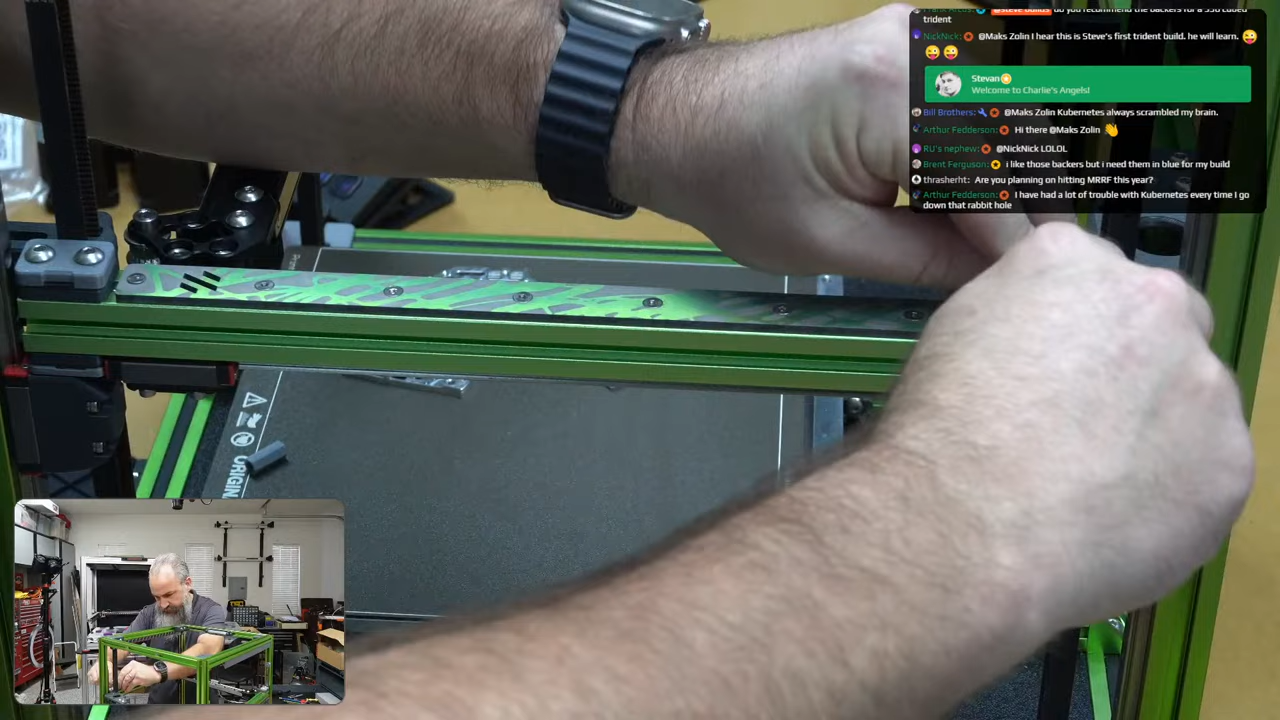 @steve builds do you recommend the backers for a 350 cubed
trident
NickNick: @Maks Zolin I hear this is Steve's first trident build. he will learn.
Stevan
Welcome to Charlie's Angels!
Bill Brothers: @Maks Zolin Kubernetes always scrambled my brain.
Arthur Fedderson: Hi there @Maks Zolin
RU's nephew: @NickNick LOLOL
Brent Ferguson: i like those backers but i need them in blue for my build
thrasherht: Are you planning on hitting MRRF this year?
Arthur Fedderson: I have had a lot of trouble with Kubernetes every time I go
down that rabbit hole
ORIGIN